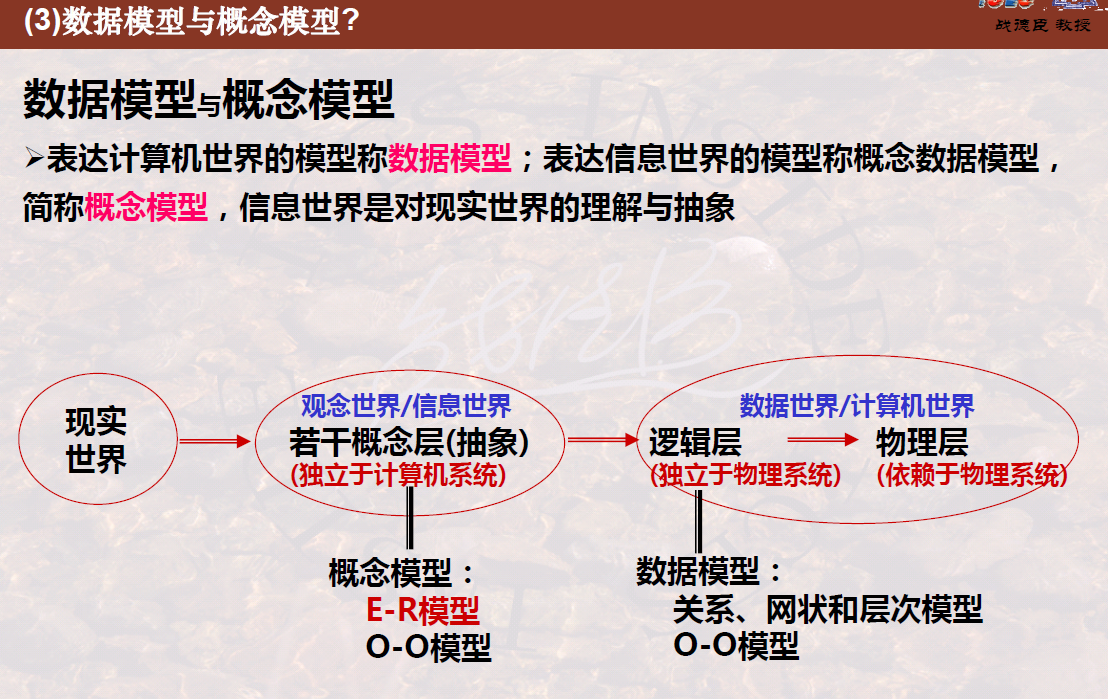 (3)数据模型与概念模型?
战德臣 教授
数据模型与概念模型
➢表达计算机世界的模型称数据模型；表达信息世界的模型称概念数据模型，
简称概念模型，信息世界是对现实世界的理解与抽象
现实
世界
观念世界/信息世界
若干概念层(抽象)
(独立于计算机系统)
数据世界/计算机世界
逻辑层
(独立于物理系统)
物理层
(依赖于物理系统)
概念模型：
E-R模型
O-O模型
数据模型：
关系、网状和层次模型
O-O模型